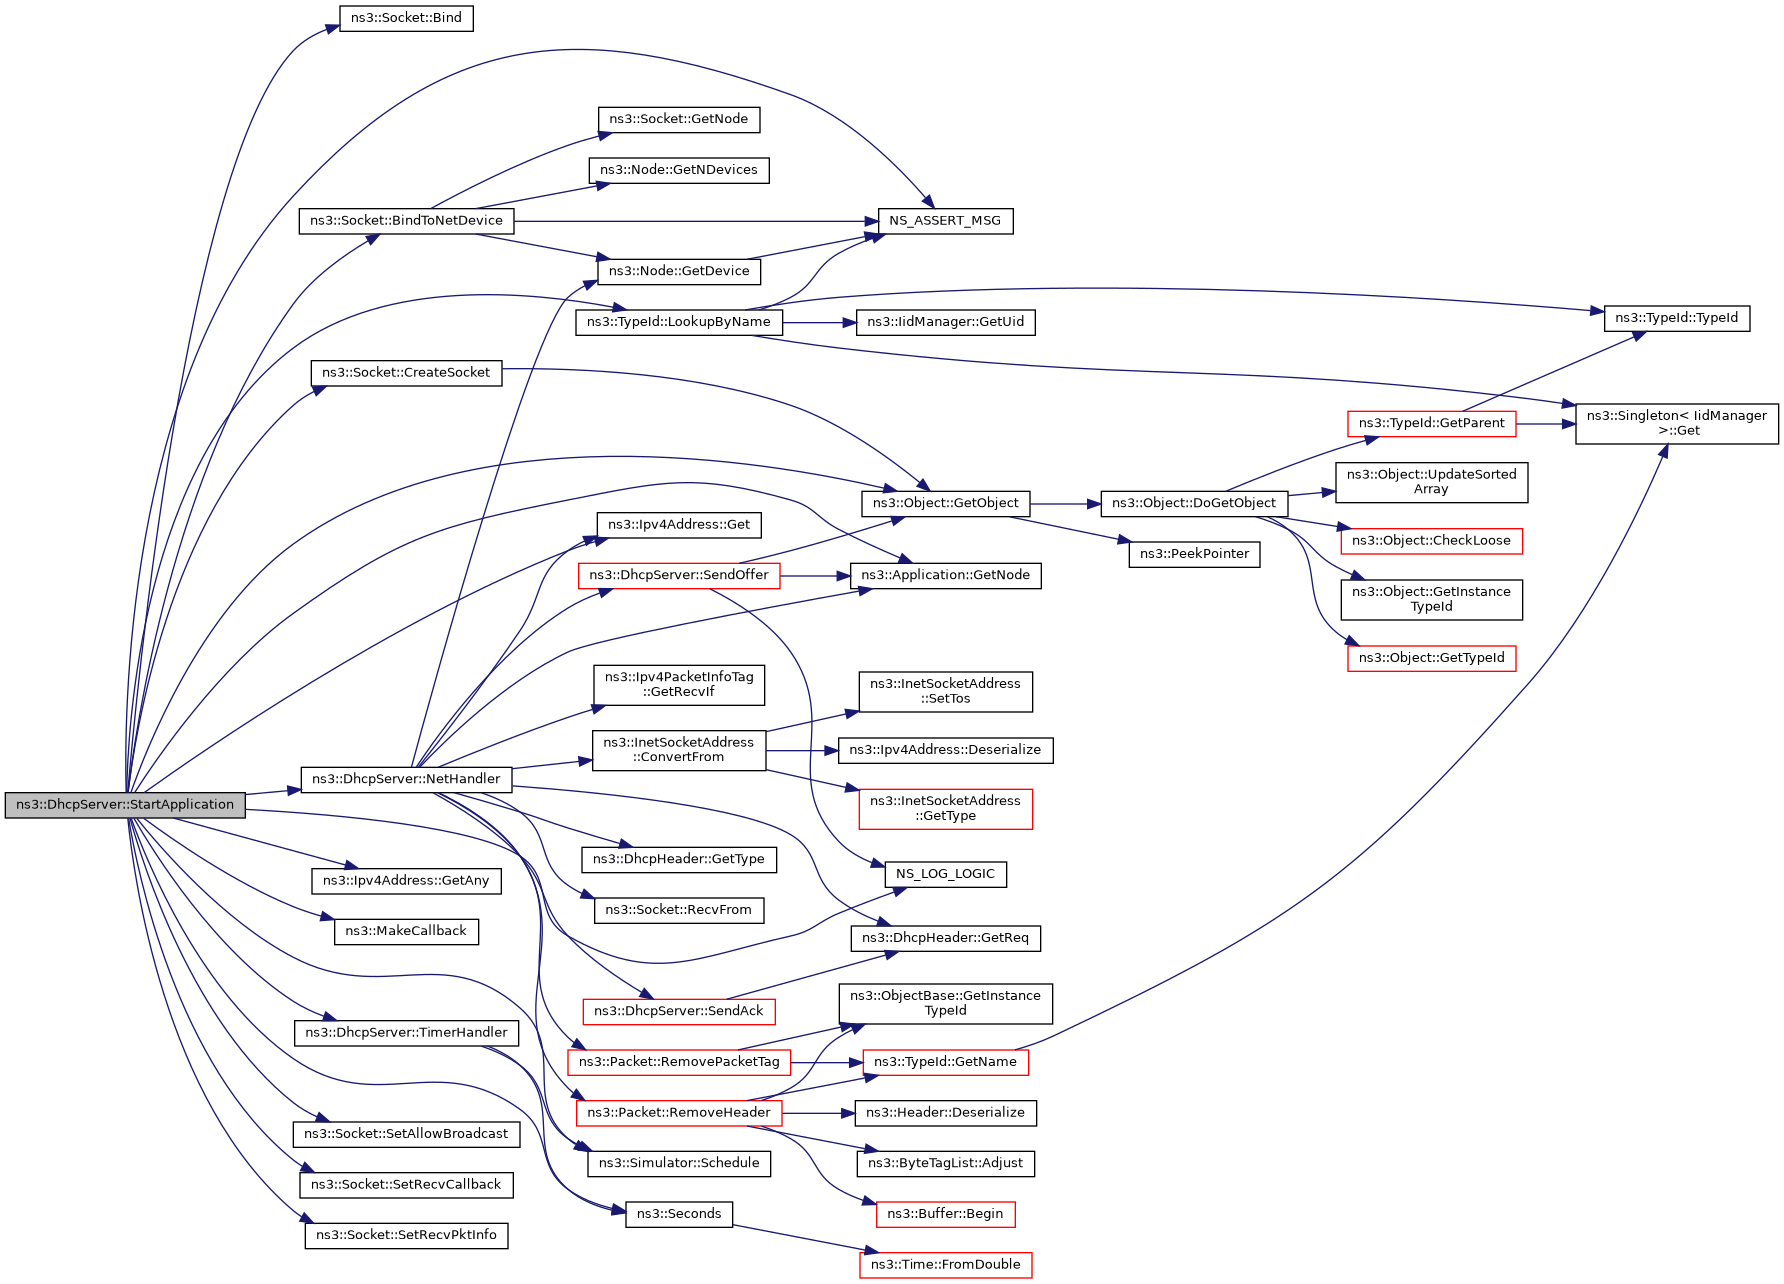 ns3::Socket::Bind
ns3::Socket::GetNode
ns3::Node::GetNDevices
ns3::Socket::BindToNetDevice
NS_ASSERT_MSG
ns3::Node::GetDevice
ns3::TypeId::LookupByName
ns3::IidManager::GetUid
ns3::TypeId::TypeId
ns3::Socket::CreateSocket
ns3::Singleton< IidManager
>::Get
ns3::TypeId::GetParent
ns3::Object::UpdateSorted
Array
ns3::Object::GetObject
ns3::Object::DoGetObject
ns3::Ipv4Address::Get
ns3::Object::CheckLoose
ns3::PeekPointer
ns3::DhcpServer::SendOffer
ns3::Application::GetNode
ns3::Object::GetInstance
TypeId
ns3::Object::GetTypeId
ns3::Ipv4PacketInfoTag
::GetRecvIf
ns3::InetSocketAddress
::SetTos
ns3::InetSocketAddress
::ConvertFrom
ns3::Ipv4Address::Deserialize
ns3::DhcpServer::NetHandler
ns3::DhcpServer::StartApplication
ns3::InetSocketAddress
::GetType
ns3::DhcpHeader::GetType
NS_LOG_LOGIC
ns3::Ipv4Address::GetAny
ns3::Socket::RecvFrom
ns3::MakeCallback
ns3::DhcpHeader::GetReq
ns3::DhcpServer::SendAck
ns3::ObjectBase::GetInstance
TypeId
ns3::DhcpServer::TimerHandler
ns3::Packet::RemovePacketTag
ns3::TypeId::GetName
ns3::Packet::RemoveHeader
ns3::Header::Deserialize
ns3::Socket::SetAllowBroadcast
ns3::Simulator::Schedule
ns3::ByteTagList::Adjust
ns3::Socket::SetRecvCallback
ns3::Seconds
ns3::Buffer::Begin
ns3::Socket::SetRecvPktInfo
ns3::Time::FromDouble